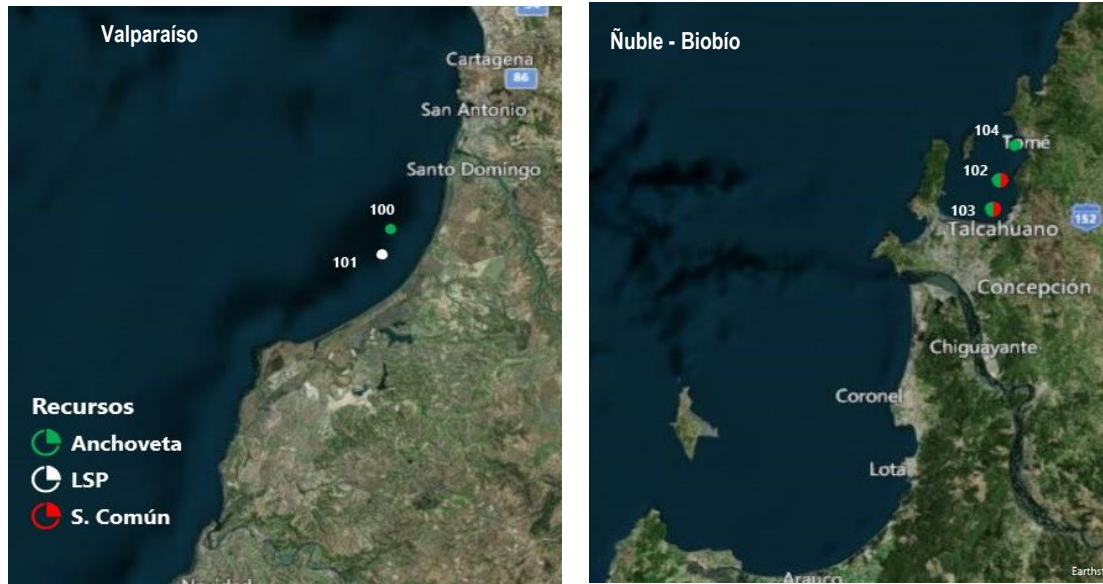 Valparaíso
Cartagena
86
San Antonio
Santo Domingo
100
101
Recursos
Anchoveta
LSP
S. Común
Ñuble - Biobío
104
Tomé
102
103
152
Talcahuano
Concepción
Chiguayante
Coronel
Lota
Arauco